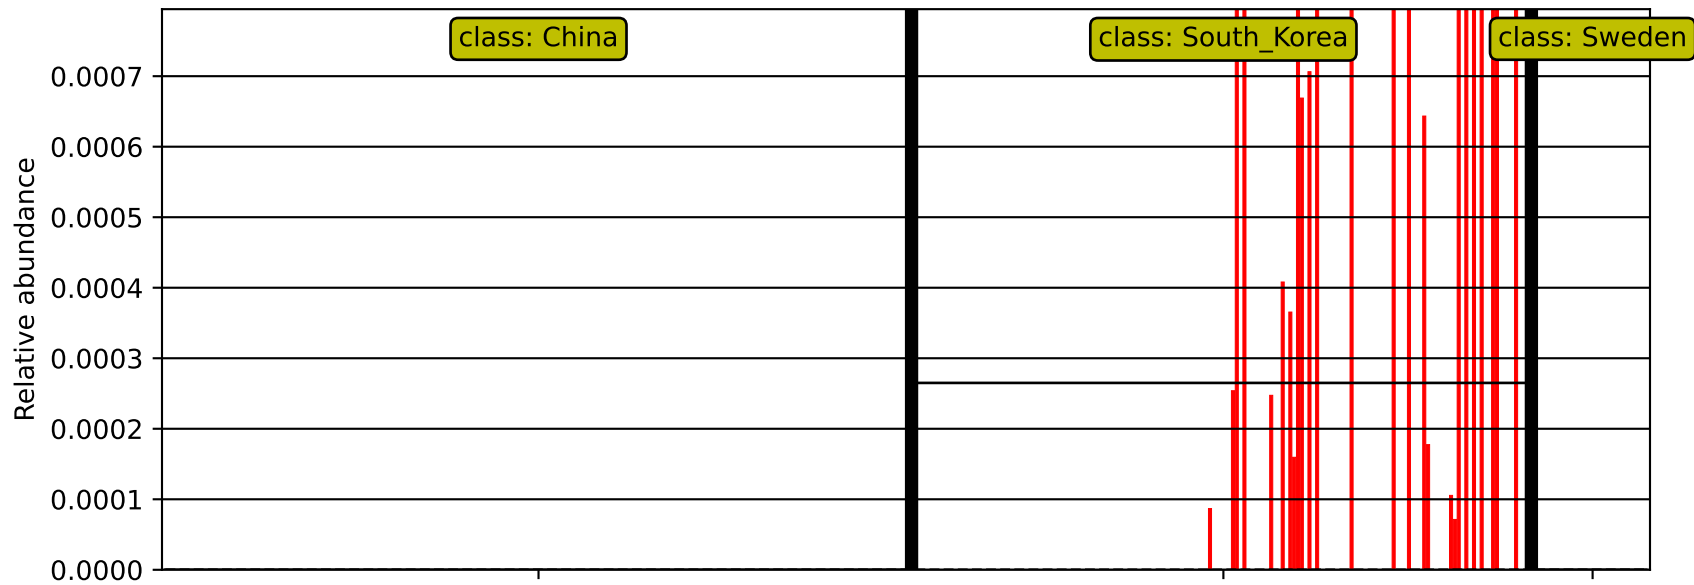 class: China
class: South_Korea
class: Sweden
0.0007
0.0006
0.0005
0.0004
0.0003
0.0002
0.0001
0.0000
Relative abundance